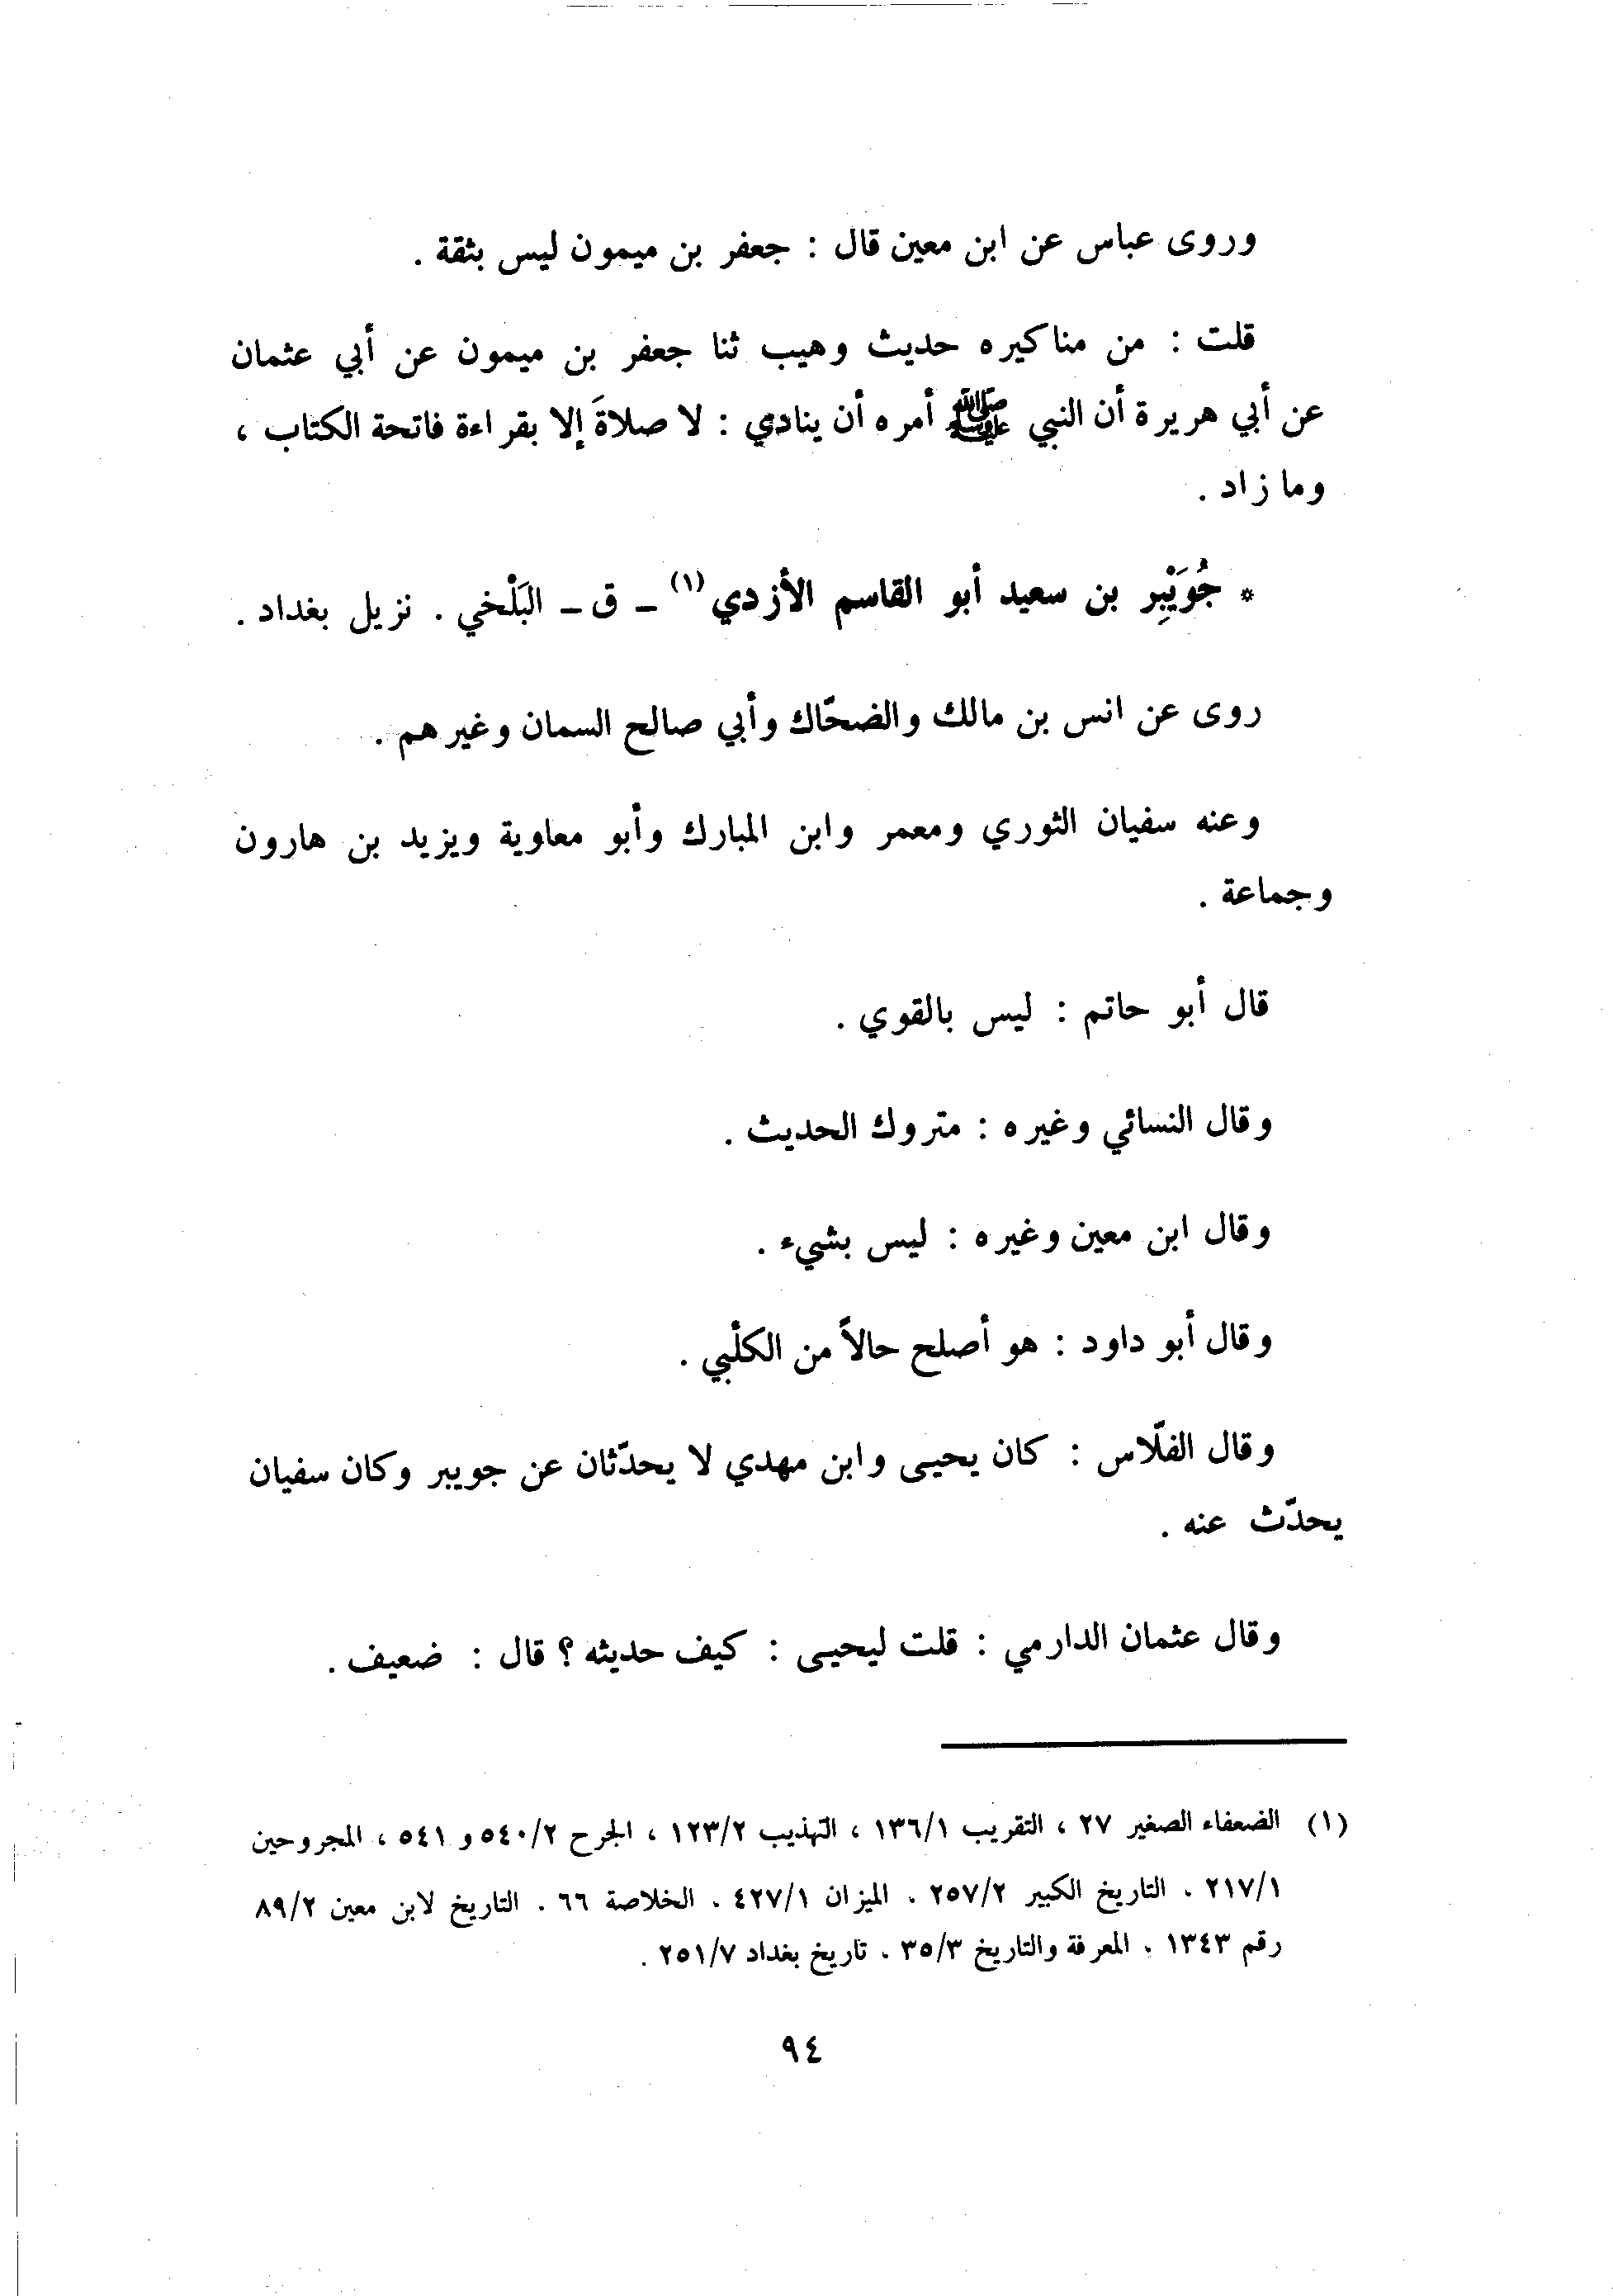 وروى عباس عن ابن معين قال : جعفر بن ميمون ليس بثقة .
قلت : من مناكيره حديث وهيب ثنا جعفر بن ميمون عن أبي عثمان
عن أبي هريرة أن النبي ﷺ أمره أن ينادي : لا صلاةَ إلا بقراءة فاتحة الكتاب ،
وما زاد .
* جُوَيْبِر بن سعيد أبو القاسم الأزدي (١) ـ ق ـ البَلْخي . نزيل بغداد .
روى عن انس بن مالك والضحّاك وأبي صالح السمان وغيرهم .
وعنه سفيان الثوري ومعمر وابن المبارك وأبو معاوية ويزيد بن هارون
وجماعة .
قال أبو حاتم : ليس بالقوي .
وقال النسائي وغيره : متروك الحديث .
وقال ابن معين وغيره : ليس بشيء .
وقال أبو داود : هو أصلح حالاً من الكلْبي .
وقال الفلّاس : كان يحيى وابن مهدي لا يحدّثان عن جويبر وكان سفيان
يحدّث عنه .
وقال عثمان الدارمي : قلت ليحيى : كيف حديثه ؟ قال : ضعيف .
(١) الضعفاء الصغير ٢٧ ، التقريب ١٣٦/١ ، التهذيب ١٢٣/٢ ، الجرح ٥٤٠/٢ و ٥٤١ ، المجروحين
٢١٧/١ . التاريخ الكبير ٢٥٧/٢ . الميزان ٤٢٧/١ . الخلاصة ٦٦ . التاريخ لابن معين ٨٩/٢
رقم ١٣٤٣ . المعرفة والتاريخ ٣٥/٣ . تاريخ بغداد ٢٥١/٧ .
٩٤